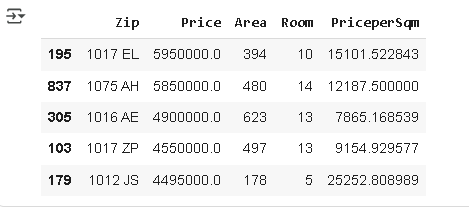 Zip Price Area Room PriceperSqm
195 1017 EL 5950000.0 394 10 15101.522843
837 1075 AH 5850000.0 480 14 12187.500000
305 1016 AE 4900000.0 623 13 7865.168539
103 1017 ZP 4550000.0 497 13 9154.929577
179 1012 JS 4495000.0 178 5 25252.808989